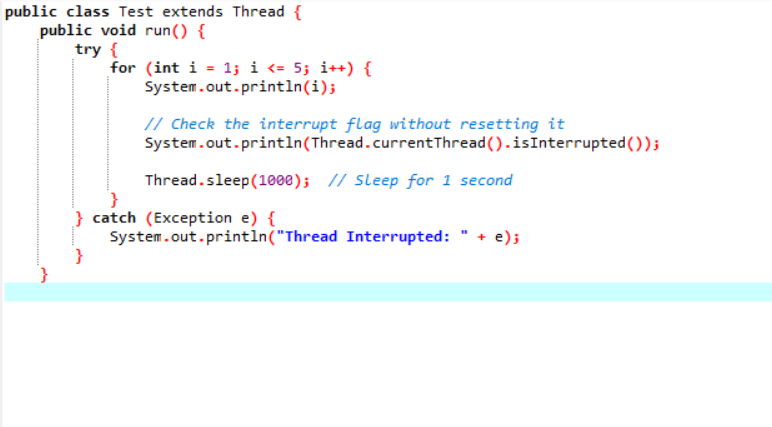 public class Test extends Thread {
public void run() {
try {
for (int i = 1; i <= 5; i++) {
System.out.println(i);
// Check the interrupt flag without resetting it
System.out.println(Thread.currentThread().isInterrupted());
Thread.sleep(1000); // Sleep for 1 second
}
} catch (Exception e) {
System.out.println("Thread Interrupted: " + e);
}
}